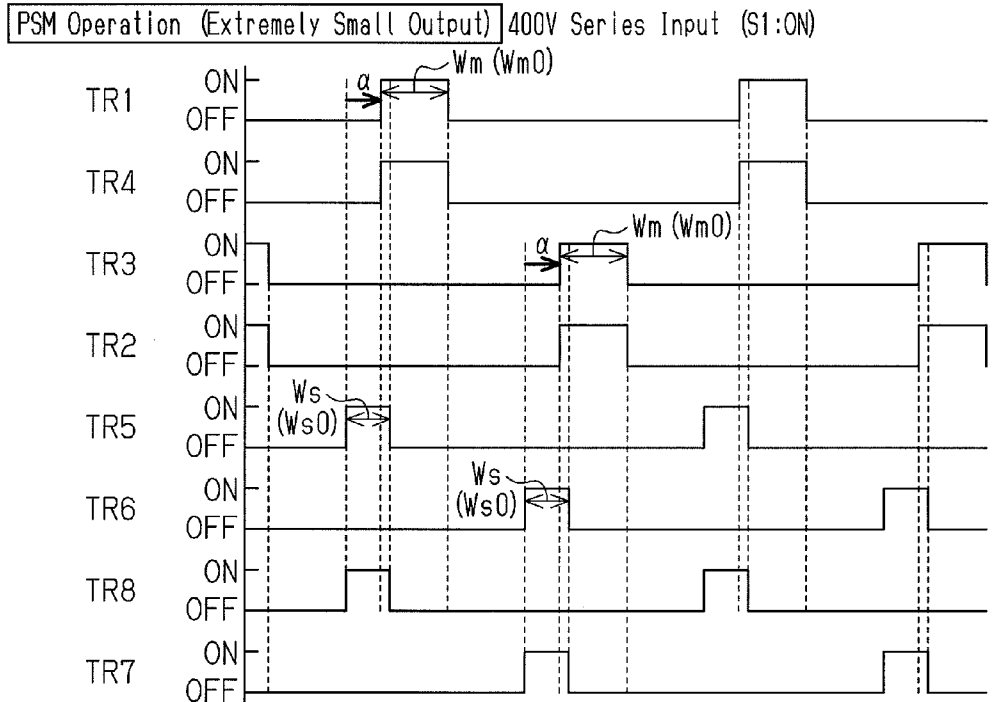 PSM Operation (Extremely Small Output) 400V Series Input (S1:ON)
Wm (Wm0)
α
TR1 ON
OFF
TR4 ON
OFF
Wm (Wm0)
α
TR3 ON
OFF
TR2 ON
OFF
Ws
(Ws0)
TR5 ON
OFF
Ws
(Ws0)
TR6 ON
OFF
TR8 ON
OFF
TR7 ON
OFF